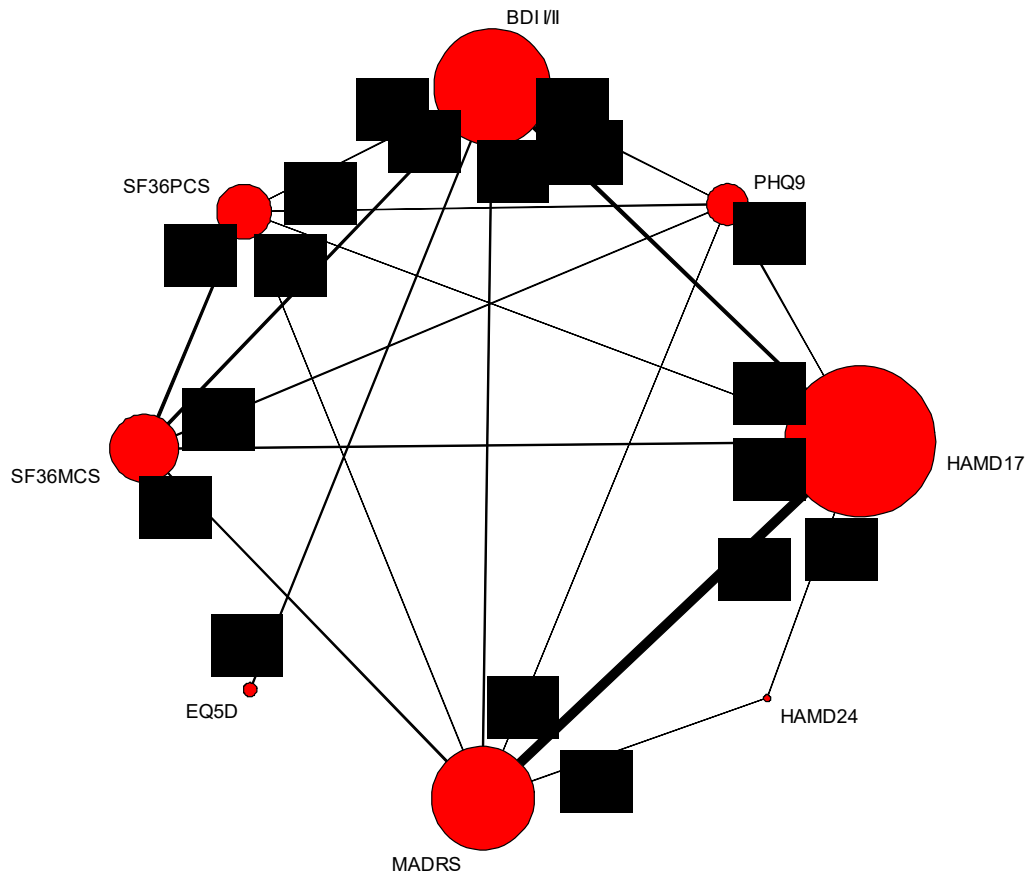 BDI I/II
SF36PCS
PHQ9
HAMD17
SF36MCS
EQ5D
HAMD24
MADRS